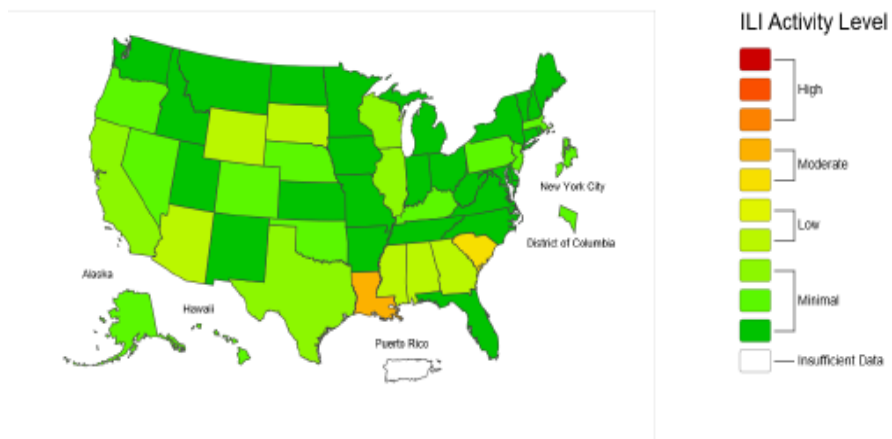 ILI Activity Level
High
Moderate
New York City
Low
District of Columbia
Alaska
Hawaii
Minimal
Puerto Rico
Insufficient Data